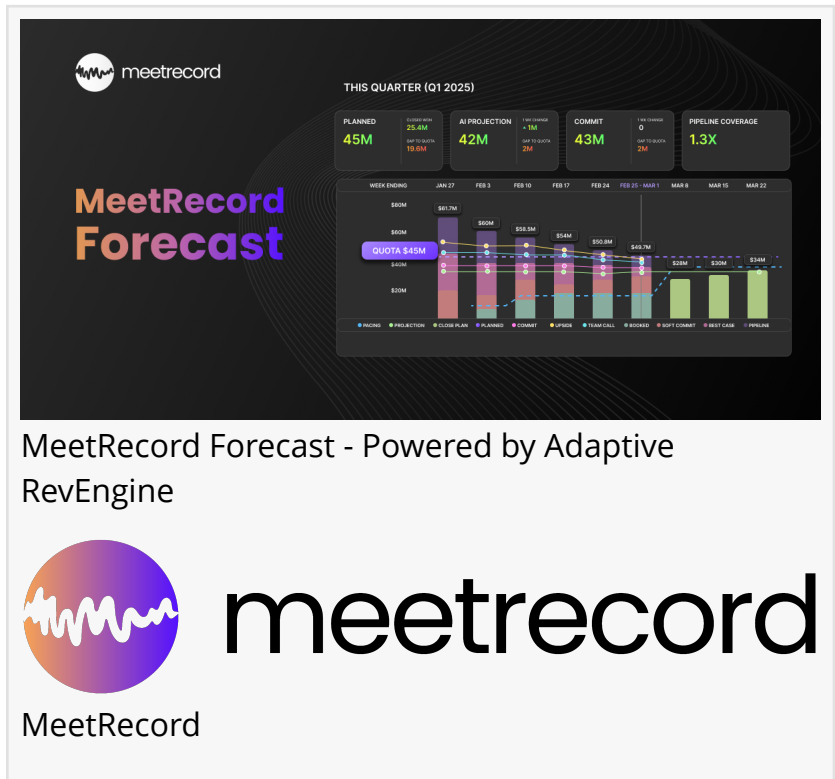 meetrecord
THIS QUARTER (Q1 2025)
PLANNED
45M
CLOSED WON
25.4M
GAP TO QUOTA
19.6M
AI PROJECTION
42M
1 WK CHANGE
1M
GAP TO QUOTA
2M
COMMIT
43M
1 WK CHANGE
0
GAP TO QUOTA
2M
PIPELINE COVERAGE
1.3X
MeetRecord
Forecast
WEEK ENDING JAN 27 FEB 3 FEB 10 FEB 17 FEB 24 FEB 25 - MAR 1 MAR 8 MAR 15 MAR 22
$80M
$60M
QUOTA $45M
$40M
$20M
$61.7M $60M $58.5M $54M $50.8M $49.7M $28M $30M $34M
PACING PROJECTION CLOSE PLAN PLANNED COMMIT UPSIDE TEAM CALL BOOKED SOFT COMMIT BEST CASE PIPELINE
MeetRecord Forecast - Powered by Adaptive
RevEngine
meetrecord
MeetRecord